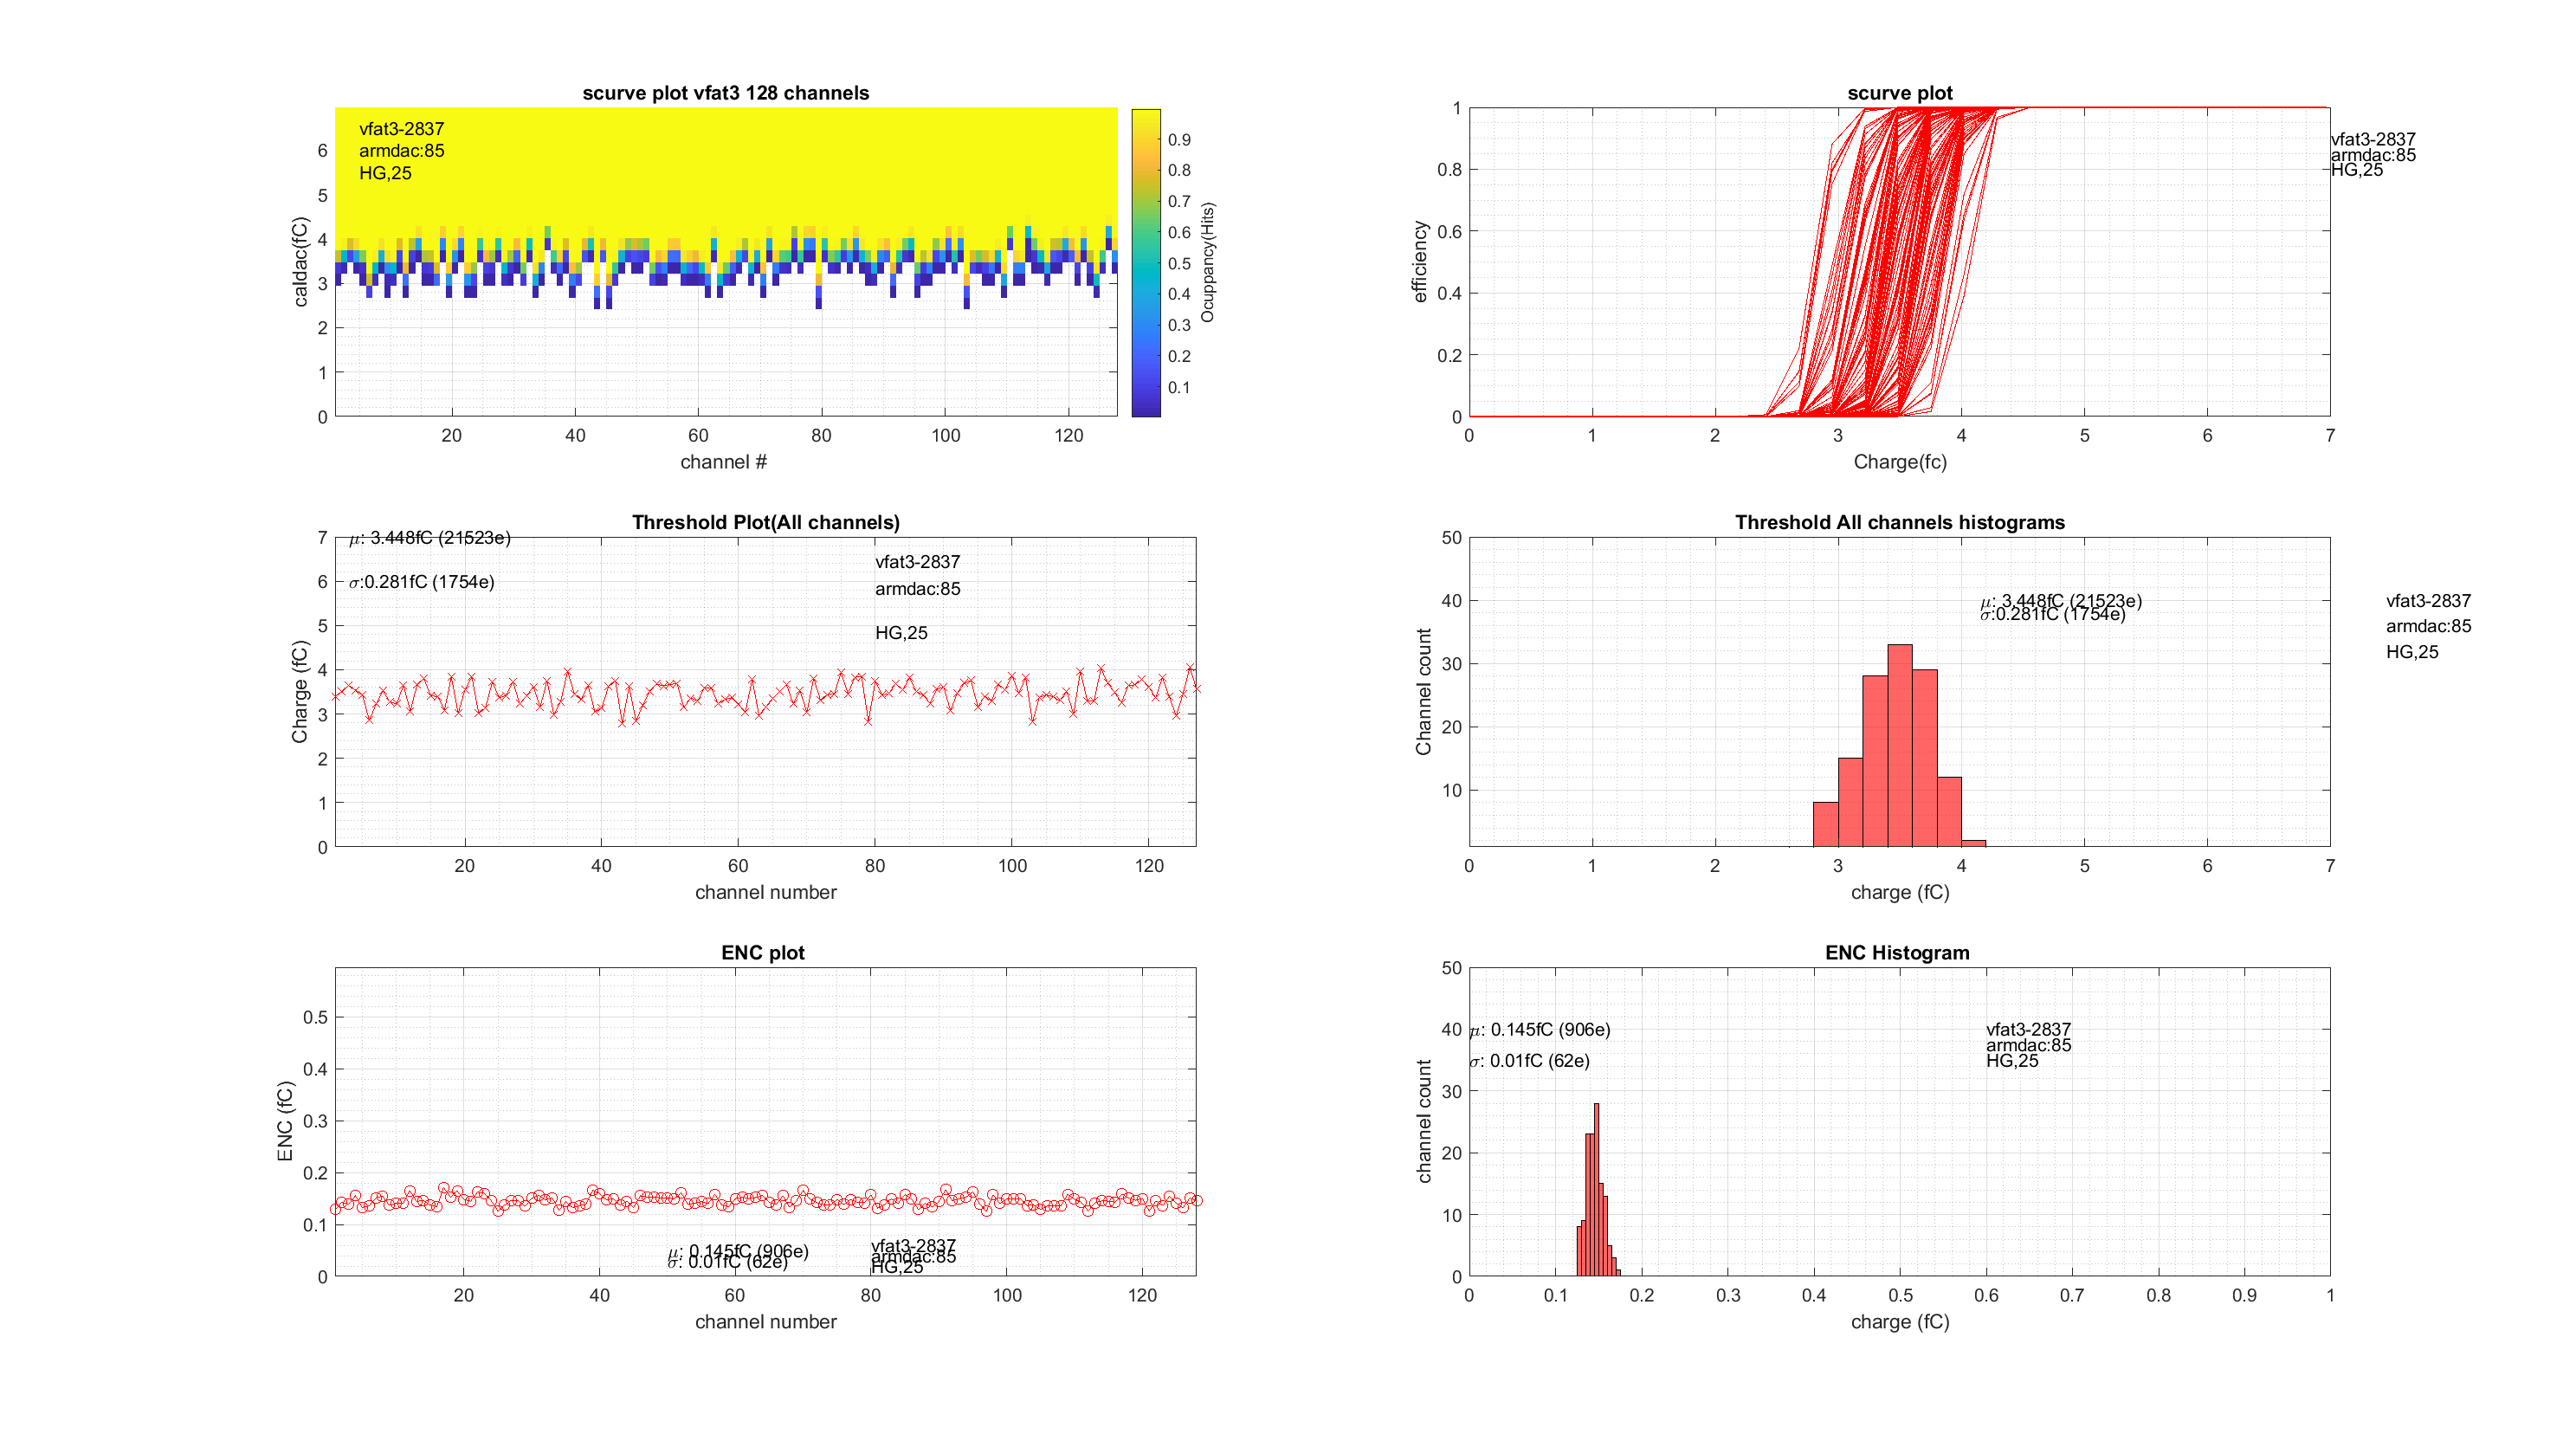 scurve plot vfat3 128 channels
vfat3-2837
armdac:85
HG,25
6
5
4
3
2
1
0
caldac(fC)
20 40 60 80 100 120
channel #
0.9
0.8
0.7
0.6
0.5
0.4
0.3
0.2
0.1
Ocuppancy(Hits)
scurve plot
1
0.8
0.6
0.4
0.2
0
efficiency
vfat3-2837
armdac:85
HG,25
0 1 2 3 4 5 6 7
Charge(fc)
Threshold Plot(All channels)
μ: 3.448fC (21523e)
σ:0.281fC (1754e)
vfat3-2837
armdac:85
HG,25
7
6
5
4
3
2
1
0
Charge (fC)
20 40 60 80 100 120
channel number
Threshold All channels histograms
50
40
30
20
10
Channel count
μ: 3.448fC (21523e)
σ:0.281fC (1754e)
vfat3-2837
armdac:85
HG,25
0 1 2 3 4 5 6 7
charge (fC)
ENC plot
0.5
0.4
0.3
0.2
0.1
0
ENC (fC)
μ: 0.145fC (906e)
σ: 0.01fC (62e)
vfat3-2837
armdac:85
HG,25
20 40 60 80 100 120
channel number
ENC Histogram
50
40
30
20
10
0
channel count
μ: 0.145fC (906e)
σ: 0.01fC (62e)
vfat3-2837
armdac:85
HG,25
0 0.1 0.2 0.3 0.4 0.5 0.6 0.7 0.8 0.9 1
charge (fC)